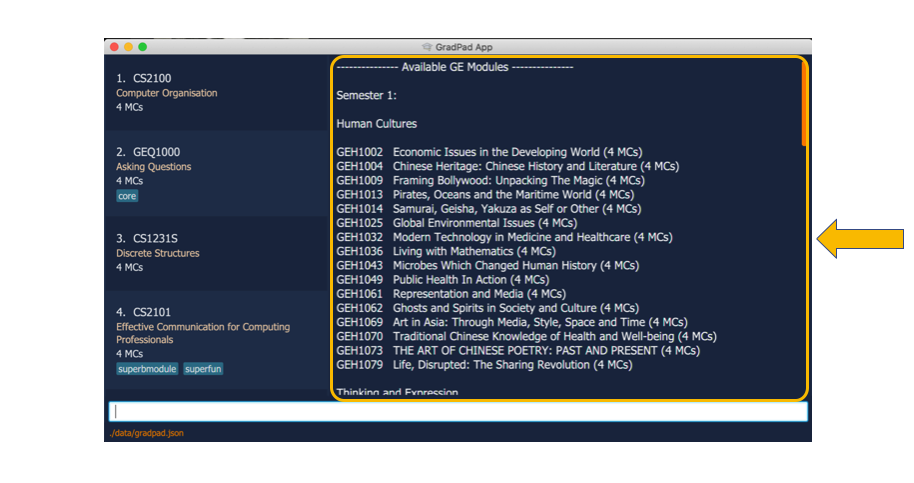 GradPad App
1. CS2100
Computer Organisation
4 MCs
2. GEQ1000
Asking Questions
4 MCs
core
3. CS1231S
Discrete Structures
4 MCs
4. CS2101
Effective Communication for Computing
Professionals
4 MCs
superbmodule superfun
--------------- Available GE Modules ---------------
Semester 1:
Human Cultures
GEH1002 Economic Issues in the Developing World (4 MCs)
GEH1004 Chinese Heritage: Chinese History and Literature (4 MCs)
GEH1009 Framing Bollywood: Unpacking The Magic (4 MCs)
GEH1013 Pirates, Oceans and the Maritime World (4 MCs)
GEH1014 Samurai, Geisha, Yakuza as Self or Other (4 MCs)
GEH1025 Global Environmental Issues (4 MCs)
GEH1032 Modern Technology in Medicine and Healthcare (4 MCs)
GEH1036 Living with Mathematics (4 MCs)
GEH1043 Microbes Which Changed Human History (4 MCs)
GEH1049 Public Health In Action (4 MCs)
GEH1061 Representation and Media (4 MCs)
GEH1062 Ghosts and Spirits in Society and Culture (4 MCs)
GEH1069 Art in Asia: Through Media, Style, Space and Time (4 MCs)
GEH1070 Traditional Chinese Knowledge of Health and Well-being (4 MCs)
GEH1073 THE ART OF CHINESE POETRY: PAST AND PRESENT (4 MCs)
GEH1079 Life, Disrupted: The Sharing Revolution (4 MCs)
Thinking and Expression
./data/gradpad.json